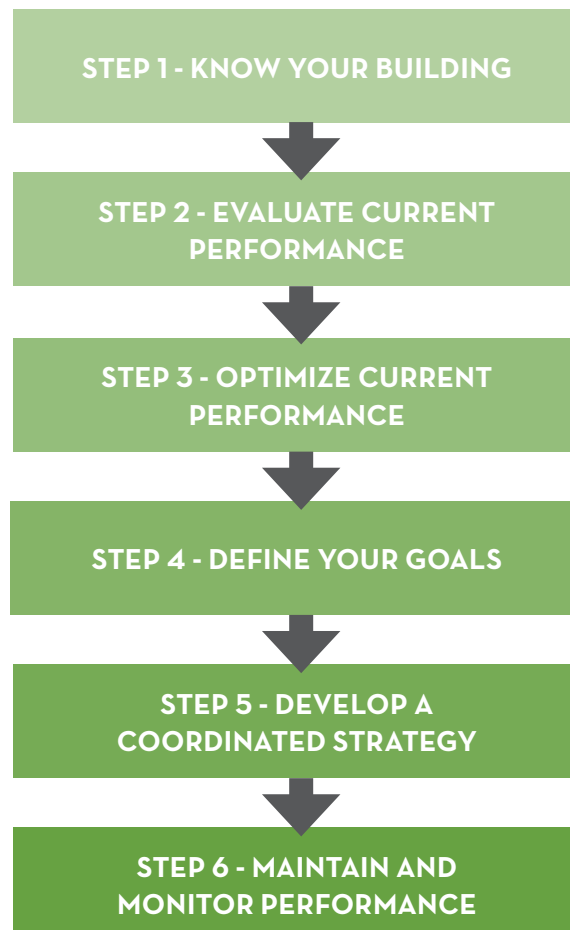 STEP 1 - KNOW YOUR BUILDING
STEP 2 - EVALUATE CURRENT
PERFORMANCE
STEP 3 - OPTIMIZE CURRENT
PERFORMANCE
STEP 4 - DEFINE YOUR GOALS
STEP 5 - DEVELOP A
COORDINATED STRATEGY
STEP 6 - MAINTAIN AND
MONITOR PERFORMANCE